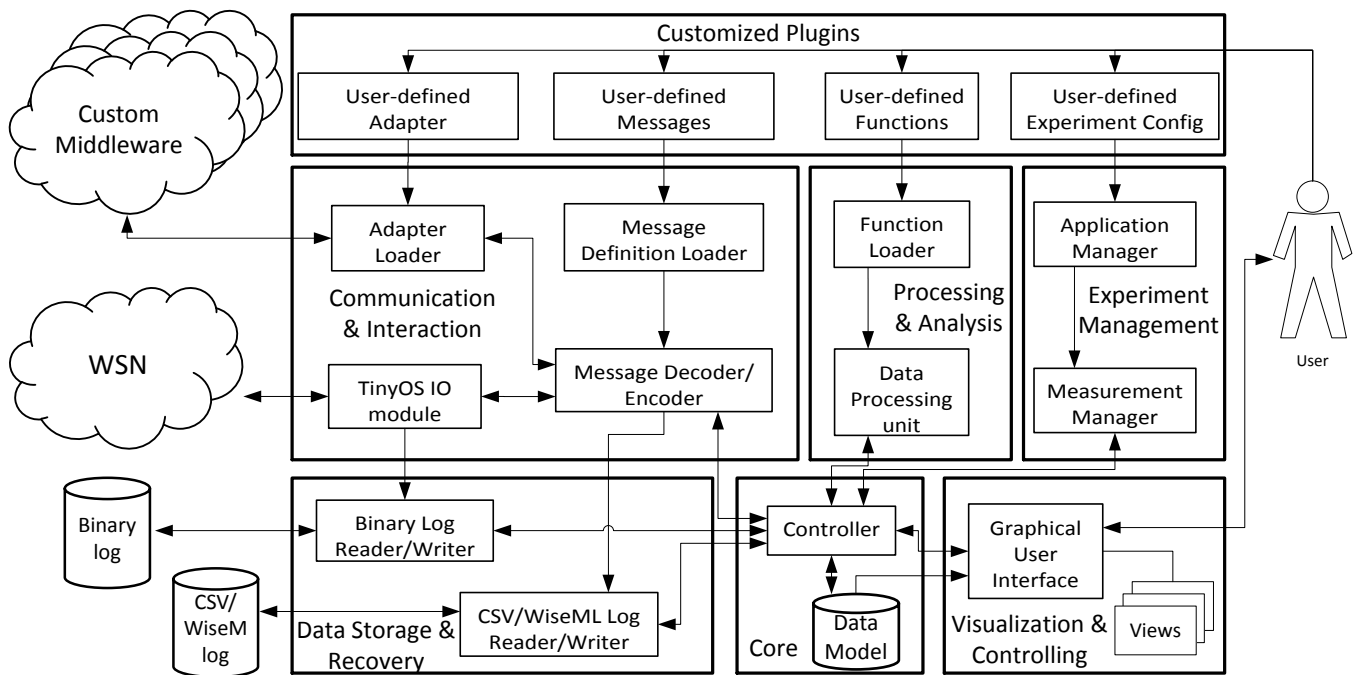 Customized Plugins
User-defined
Adapter
User-defined
Messages
User-defined
Functions
User-defined
Experiment Config
Custom
Middleware
Adapter
Loader
Message
Definition Loader
Function
Loader
Application
Manager
Communication
& Interaction
Processing
& Analysis
Experiment
Management
User
WSN
TinyOS IO
module
Message Decoder/
Encoder
Data
Processing
unit
Measurement
Manager
Binary
log
Binary Log
Reader/Writer
Controller
Graphical
User
Interface
CSV/
WiseM
log
CSV/WiseML Log
Reader/Writer
Data Storage &
Recovery
Core
Data
Model
Views
Visualization &
Controlling